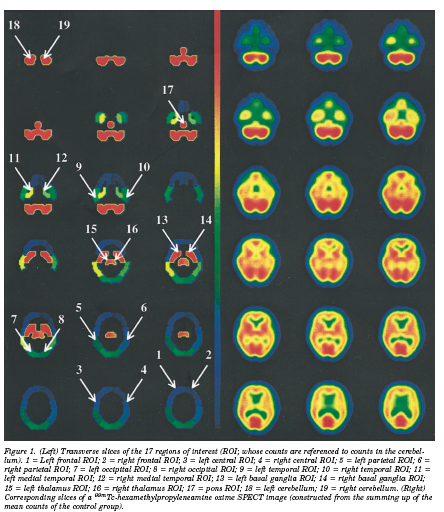 18 19
17
11 12 9 10
15 16 13 14
7 8 5 6
1 2
3 4
Figure 1. (Left) Transverse slices of the 17 regions of interest (ROI; whose counts are referenced to counts in the cerebel-
lum). 1 = Left frontal ROI; 2 = right frontal ROI; 3 = left central ROI; 4 = right central ROI; 5 = left parietal ROI; 6 =
right parietal ROI; 7 = left occipital ROI; 8 = right occipital ROI; 9 = left temporal ROI; 10 = right temporal ROI; 11 =
left medial temporal ROI; 12 = right medial temporal ROI; 13 = left basal ganglia ROI; 14 = right basal ganglia ROI;
15 = left thalamus ROI; 16 = right thalamus ROI; 17 = pons ROI; 18 = left cerebellum; 19 = right cerebellum. (Right)
Corresponding slices of a 99mTc-hexamethylpropyleneamine oxime SPECT image (constructed from the summing up of the
mean counts of the control group).